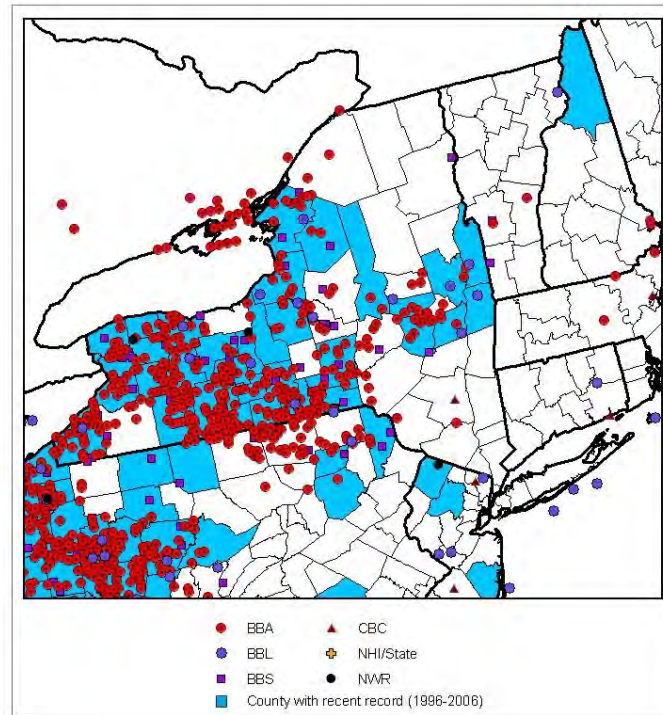 BBA
CBC
BBL
NHI/State
BBS
NWR
County with recent record (1996-2006)